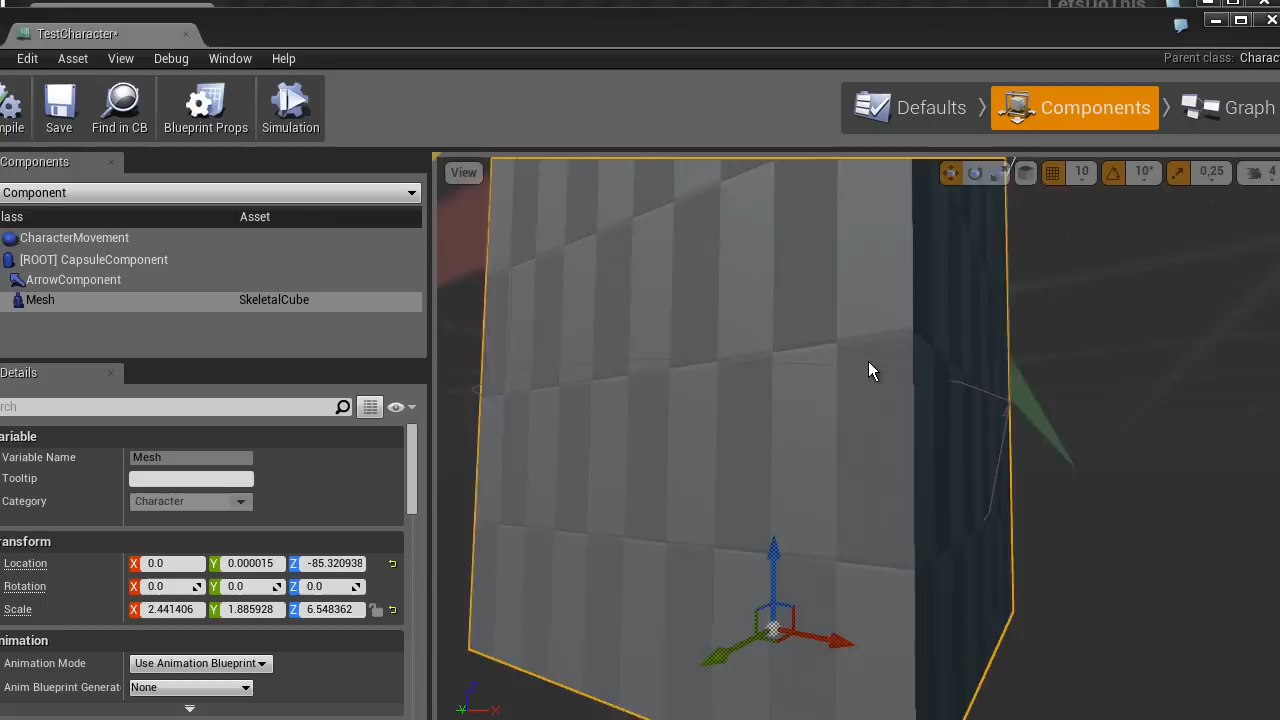 LetsDoThis
TestCharacter*
Edit Asset View Debug Window Help
Parent class: Charac
mpile Save Find in CB Blueprint Props Simulation
Defaults Components Graph
Components
Component
lass Asset
CharacterMovement
[ROOT] CapsuleComponent
ArrowComponent
Mesh SkeletalCube
View
10 10° 0,25 4
Details
rch
ariable
Variable Name Mesh
Tooltip
Category Character
Transform
Location X 0.0 Y 0.000015 Z -85.320938
Rotation X 0.0 Y 0.0 Z 0.0
Scale X 2.441406 Y 1.885928 Z 6.548362
nimation
Animation Mode Use Animation Blueprint
Anim Blueprint Generat None
Z
Y X